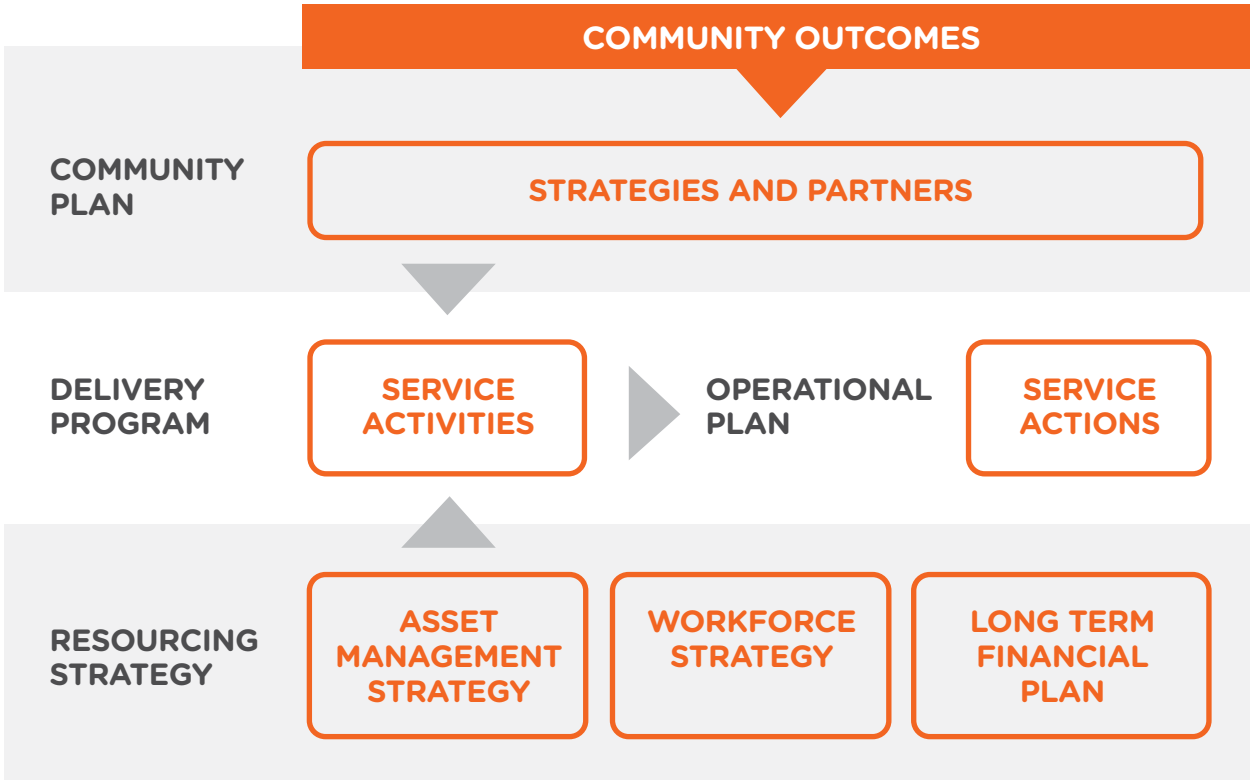 COMMUNITY OUTCOMES
COMMUNITY
PLAN
STRATEGIES AND PARTNERS
DELIVERY
PROGRAM
SERVICE
ACTIVITIES
OPERATIONAL
PLAN
SERVICE
ACTIONS
RESOURCING
STRATEGY
ASSET
MANAGEMENT
STRATEGY
WORKFORCE
STRATEGY
LONG TERM
FINANCIAL
PLAN